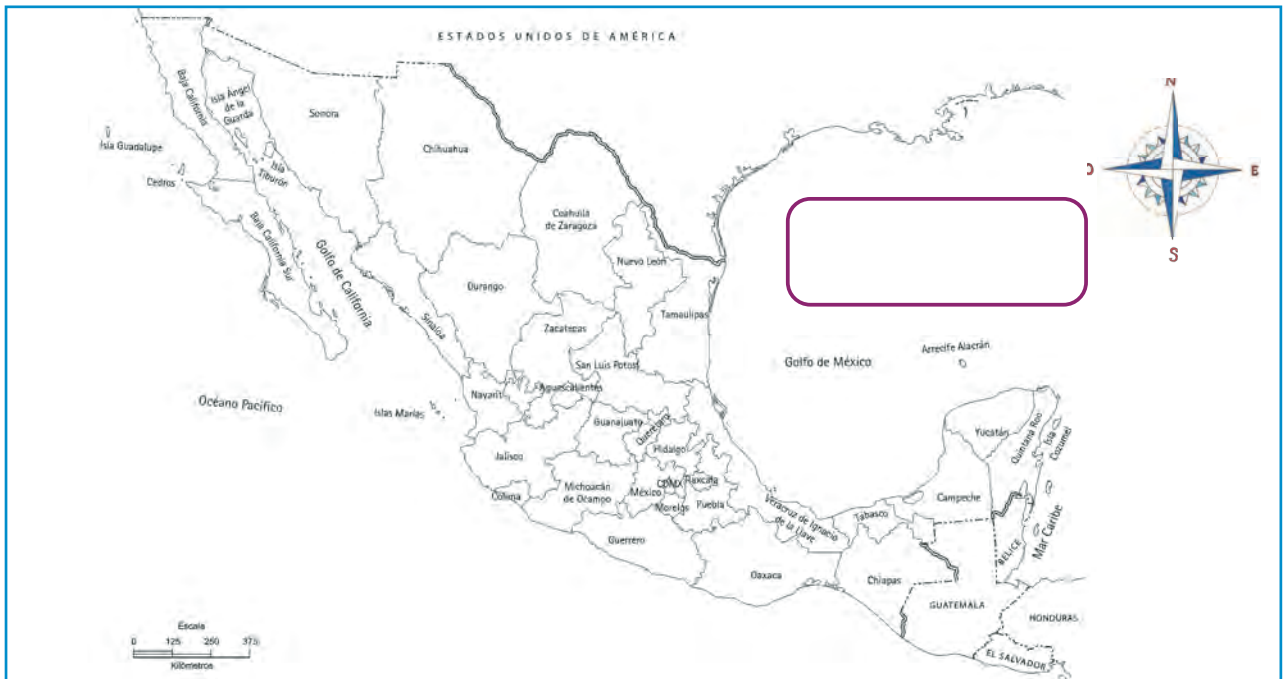 ESTADOS UNIDOS DE AMÉRICA
N
O
E
S
Baja California
Isla Ángel
de la
Guarda
Sonora
Isla Guadalupe
Chihuahua
Isla
Tiburón
Cedros
Coahuila
de Zaragoza
Baja California Sur
Golfo de California
Nuevo León
Durango
Sinaloa
Tamaulipas
Zacatecas
Arrecife Alacrán
San Luis Potosí
Golfo de México
Aguascalientes
Nayarit
Océano Pacífico
Islas Marías
Guanajuato
Querétaro
Yucatán
Quintana Roo
Isla
Cozumel
Hidalgo
Jalisco
CDMX
Tlaxcala
Michoacán
de Ocampo
México
Colima
Morelos
Puebla
Veracruz de Ignacio
de la Llave
Tabasco
Campeche
Mar Caribe
BELICE
Guerrero
Oaxaca
Chiapas
GUATEMALA
HONDURAS
EL SALVADOR
Escala
0 125 250 375
Kilómetros